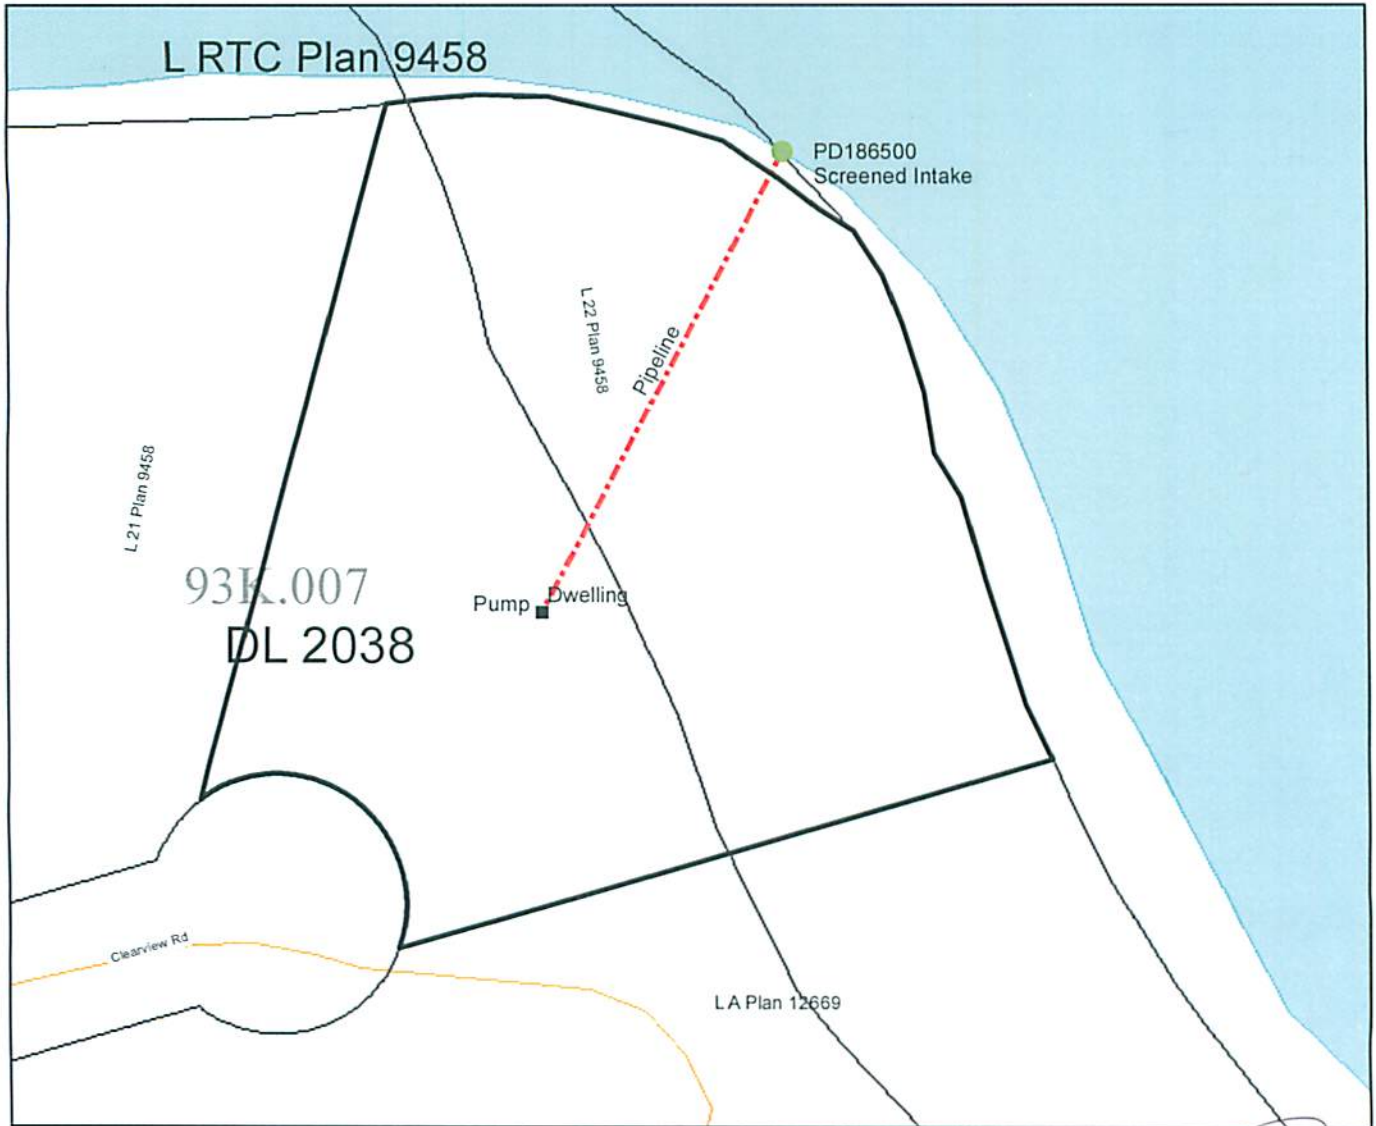 L RTC Plan 9458
PD186500
Screened Intake
L 22 Plan 9458
Pipeline
L 21 Plan 9458
93K.007
Pump
Dwelling
DL 2038
Clearview Rd
L A Plan 12669